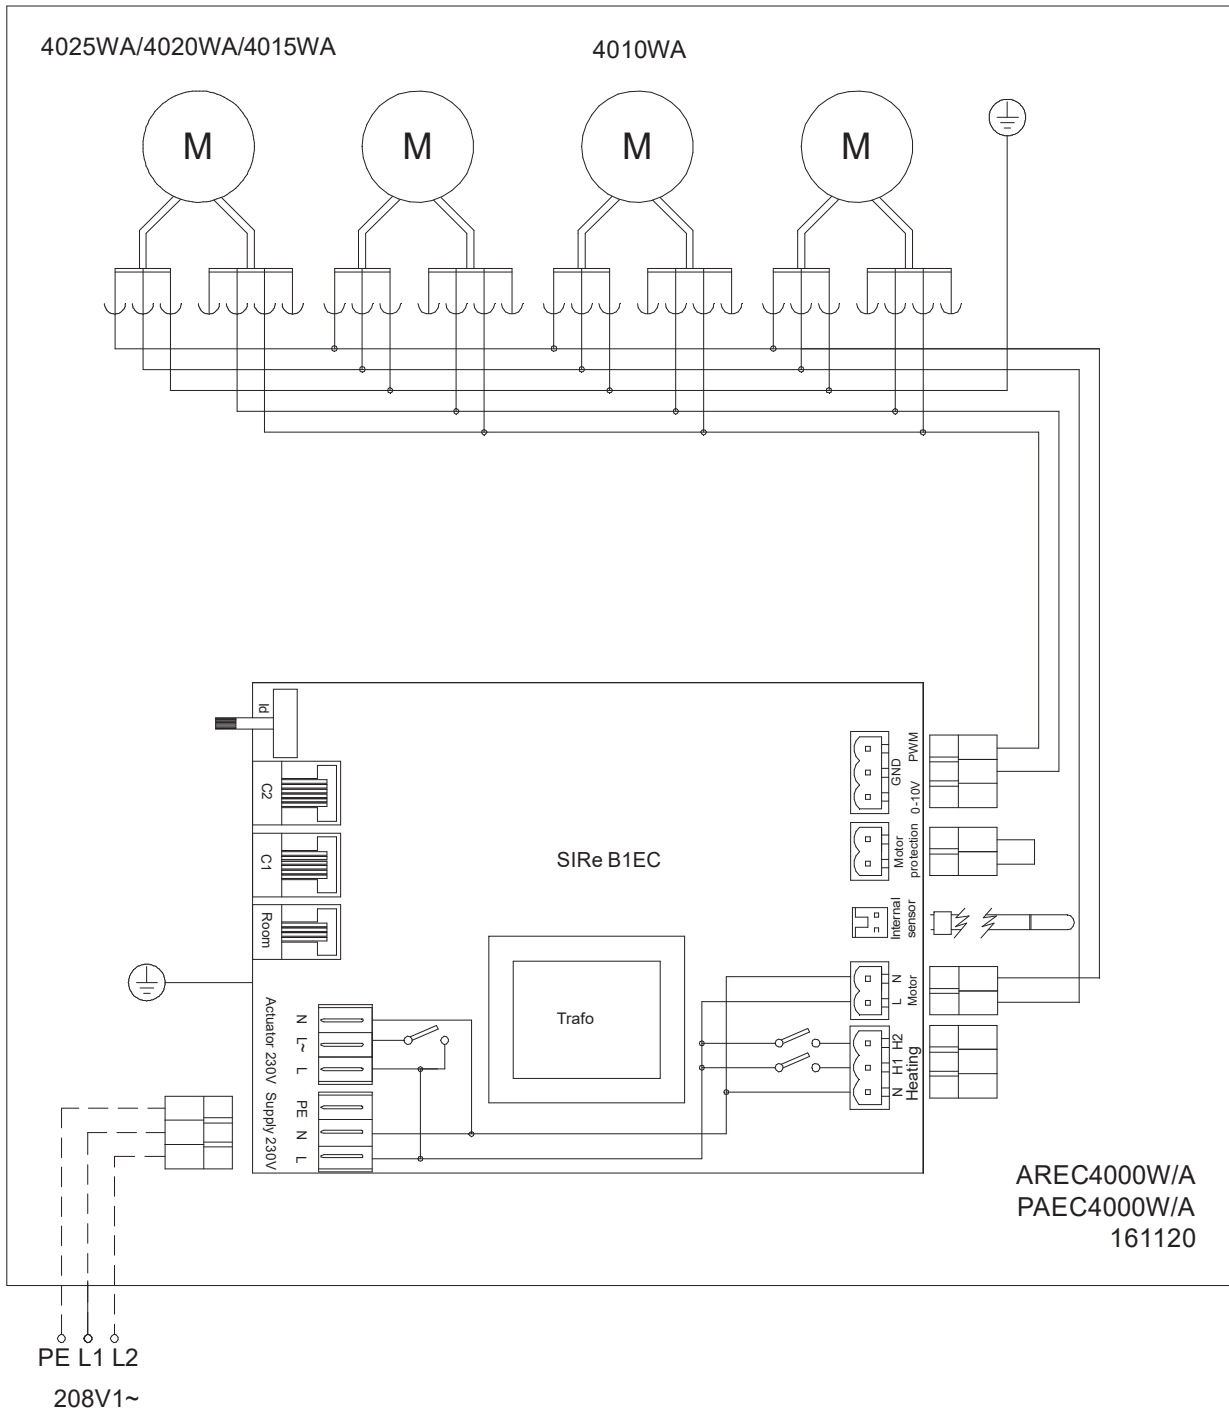 4025WA/4020WA/4015WA
4010WA
M
M
M
M
Id
C2
C1
Room
PWM
GND
0-10V
Motor
protection
SIRe B1EC
Internal
sensor
Trafo
N
L
Motor
H2
H1
N
Heating
Actuator 230V
N
L~
L
Supply 230V
PE
N
L
AREC4000W/A
PAEC4000W/A
161120
PE L1 L2
208V1~